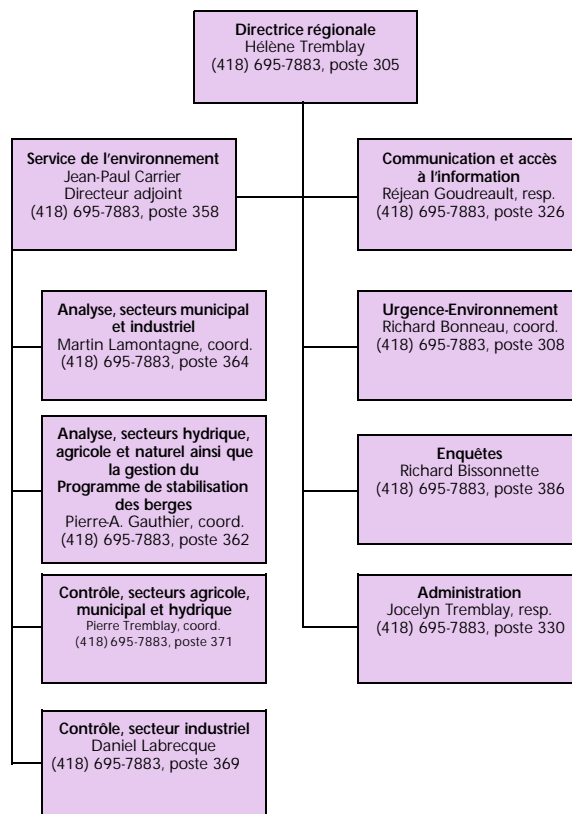 Directrice régionale
Hélène Tremblay
(418) 695-7883, poste 305
Service de l'environnement
Jean-Paul Carrier
Directeur adjoint
(418) 695-7883, poste 358
Communication et accès
à l'information
Réjean Goudreault, resp.
(418) 695-7883, poste 326
Analyse, secteurs municipal
et industriel
Martin Lamontagne, coord.
(418) 695-7883, poste 364
Urgence-Environnement
Richard Bonneau, coord.
(418) 695-7883, poste 308
Analyse, secteurs hydrique,
agricole et naturel ainsi que
la gestion du
Programme de stabilisation
des berges
Pierre-A. Gauthier, coord.
(418) 695-7883, poste 362
Enquêtes
Richard Bissonnette
(418) 695-7883, poste 386
Contrôle, secteurs agricole,
municipal et hydrique
Pierre Tremblay, coord.
(418) 695-7883, poste 371
Administration
Jocelyn Tremblay, resp.
(418) 695-7883, poste 330
Contrôle, secteur industriel
Daniel Labrecque
(418) 695-7883, poste 369